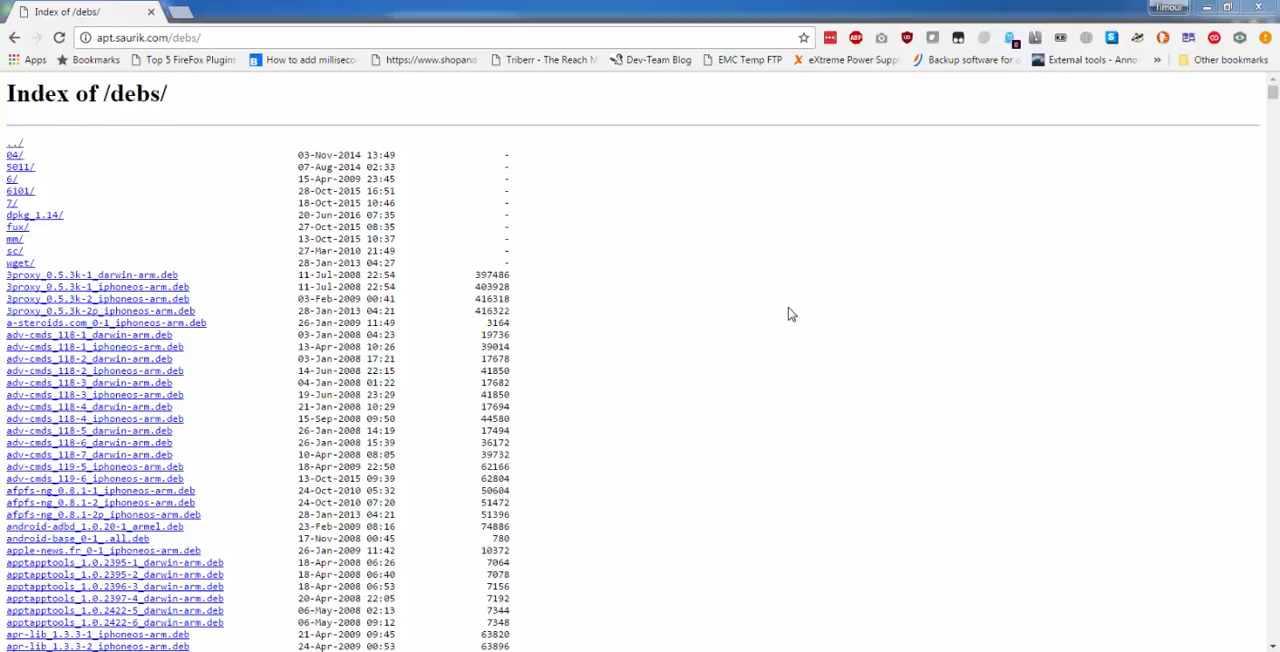 Index of /debs/
Timour
apt.saurik.com/debs/
Apps Bookmarks Top 5 FireFox Plugins How to add millisec https://www.shopand Triberr - The Reach M Dev-Team Blog EMC Temp FTP eXtreme Power Suppl Backup software for External tools - Anno » Other bookmarks
Index of /debs/
../
04/ 03-Nov-2014 13:49 -
5011/ 07-Aug-2014 02:33 -
6/ 15-Apr-2009 23:45 -
6101/ 28-Oct-2015 16:51 -
7/ 18-Oct-2015 10:46 -
dpkg_1.14/ 20-Jun-2016 07:35 -
fux/ 27-Oct-2015 08:35 -
mm/ 13-Oct-2015 10:37 -
sc/ 27-Mar-2010 21:49 -
wget/ 28-Jan-2013 04:27 -
3proxy_0.5.3k-1_darwin-arm.deb 11-Jul-2008 22:54 397486
3proxy_0.5.3k-1_iphoneos-arm.deb 11-Jul-2008 22:54 403928
3proxy_0.5.3k-2_iphoneos-arm.deb 03-Feb-2009 00:41 416318
3proxy_0.5.3k-2p_iphoneos-arm.deb 28-Jan-2013 04:21 416322
a-steroids.com_0-1_iphoneos-arm.deb 26-Jan-2009 11:49 3164
adv-cmds_118-1_darwin-arm.deb 03-Jan-2008 04:23 19736
adv-cmds_118-1_iphoneos-arm.deb 13-Apr-2008 10:26 39014
adv-cmds_118-2_darwin-arm.deb 03-Jan-2008 17:21 17678
adv-cmds_118-2_iphoneos-arm.deb 14-Jun-2008 22:15 41850
adv-cmds_118-3_darwin-arm.deb 04-Jan-2008 01:22 17682
adv-cmds_118-3_iphoneos-arm.deb 19-Jun-2008 23:29 41850
adv-cmds_118-4_darwin-arm.deb 21-Jan-2008 10:29 17694
adv-cmds_118-4_iphoneos-arm.deb 15-Sep-2008 09:50 44580
adv-cmds_118-5_darwin-arm.deb 26-Jan-2008 14:19 17494
adv-cmds_118-6_darwin-arm.deb 26-Jan-2008 15:39 36172
adv-cmds_118-7_darwin-arm.deb 10-Apr-2008 08:05 39732
adv-cmds_119-5_iphoneos-arm.deb 18-Apr-2009 22:50 62166
adv-cmds_119-6_iphoneos-arm.deb 13-Oct-2015 09:39 62804
afpfs-ng_0.8.1-1_iphoneos-arm.deb 24-Oct-2010 05:32 50604
afpfs-ng_0.8.1-2_iphoneos-arm.deb 24-Oct-2010 07:20 51472
afpfs-ng_0.8.1-2p_iphoneos-arm.deb 28-Jan-2013 04:21 51396
android-adbd_1.0.20-1_armel.deb 23-Feb-2009 08:16 74886
android-base_0-1_.all.deb 17-Nov-2008 00:45 780
apple-news.fr_0-1_iphoneos-arm.deb 26-Jan-2009 11:42 10372
apptapptools_1.0.2395-1_darwin-arm.deb 18-Apr-2008 06:26 7064
apptapptools_1.0.2395-2_darwin-arm.deb 18-Apr-2008 06:40 7078
apptapptools_1.0.2396-3_darwin-arm.deb 18-Apr-2008 06:53 7156
apptapptools_1.0.2397-4_darwin-arm.deb 20-Apr-2008 22:05 7192
apptapptools_1.0.2422-5_darwin-arm.deb 06-May-2008 02:13 7344
apptapptools_1.0.2422-6_darwin-arm.deb 06-May-2008 09:12 7348
apr-lib_1.3.3-1_iphoneos-arm.deb 21-Apr-2009 09:45 63820
apr-lib_1.3.3-2_iphoneos-arm.deb 24-Apr-2009 00:53 63896